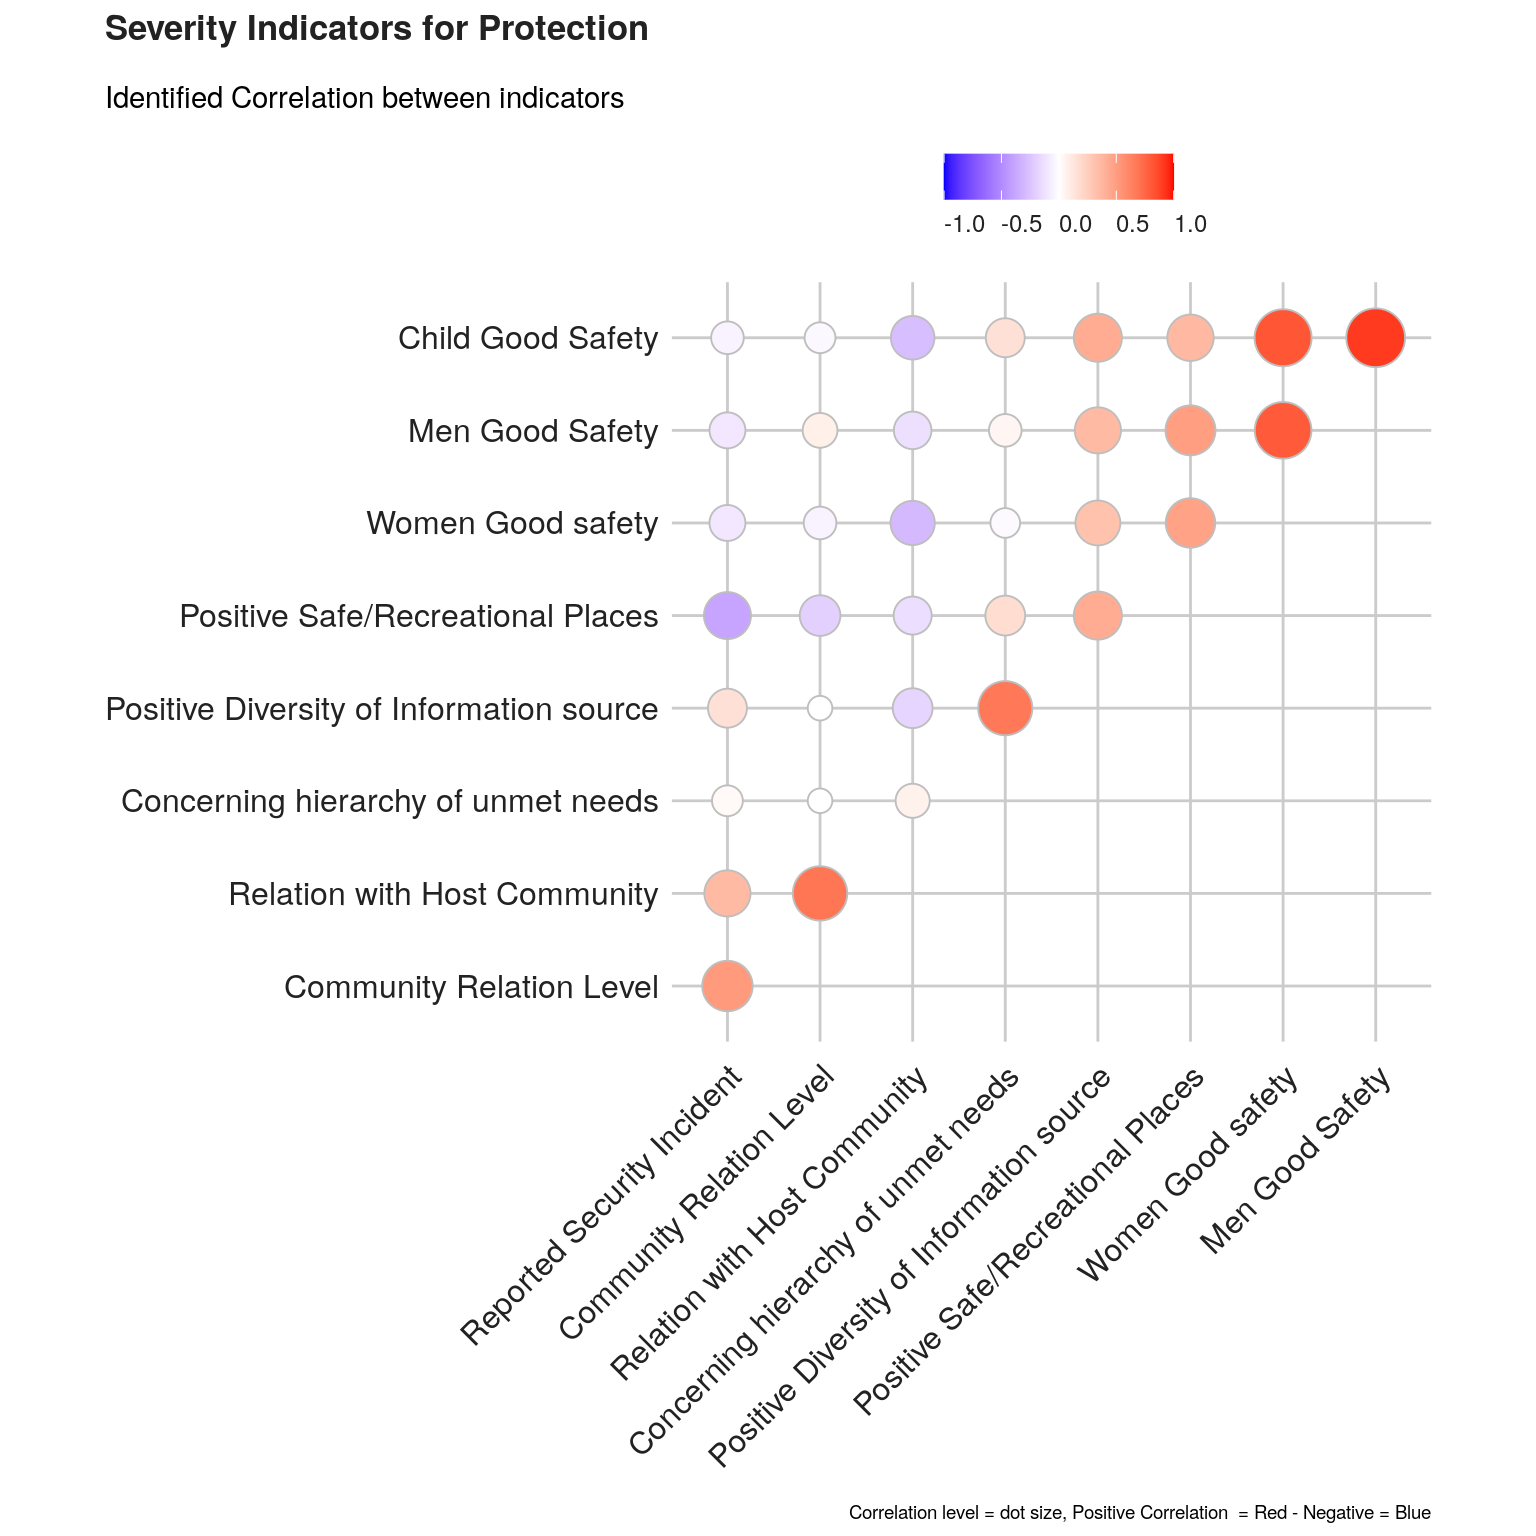 Severity Indicators for Protection
Identified Correlation between indicators
-1.0 -0.5 0.0 0.5 1.0
Child Good Safety
Men Good Safety
Women Good safety
Positive Safe/Recreational Places
Positive Diversity of Information source
Concerning hierarchy of unmet needs
Relation with Host Community
Community Relation Level
Reported Security Incident
Community Relation Level
Relation with Host Community
Concerning hierarchy of unmet needs
Positive Diversity of Information source
Positive Safe/Recreational Places
Women Good safety
Men Good Safety
Correlation level = dot size, Positive Correlation  = Red - Negative = Blue